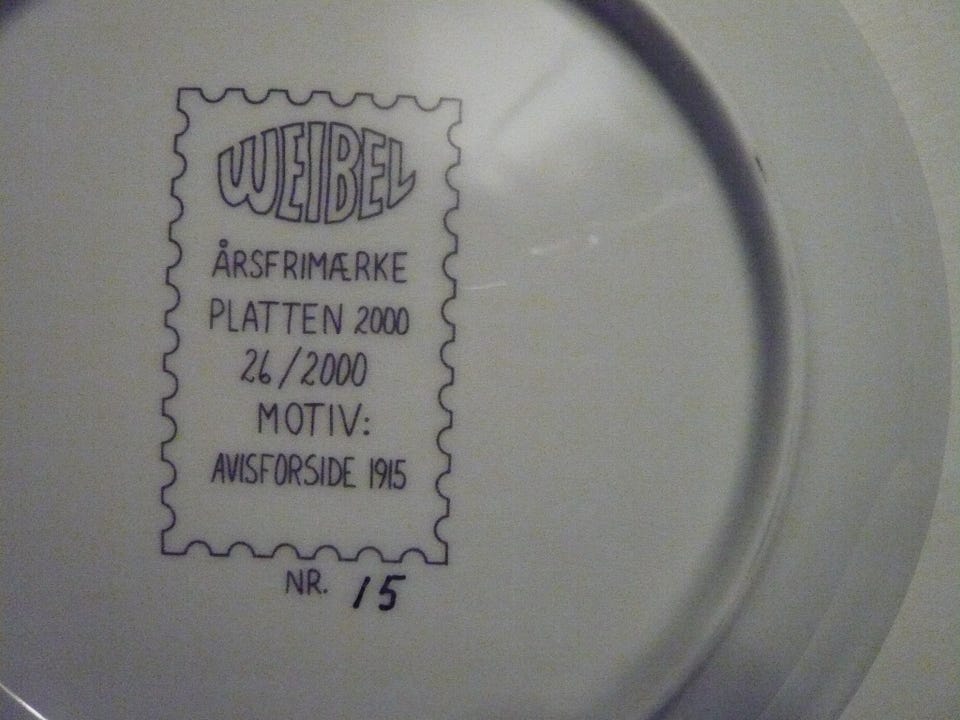 WEIBEL
ÅRSFRIMÆRKE
PLATTEN 2000
26/2000
MOTIV:
AVISFORSIDE 1915
NR. 15